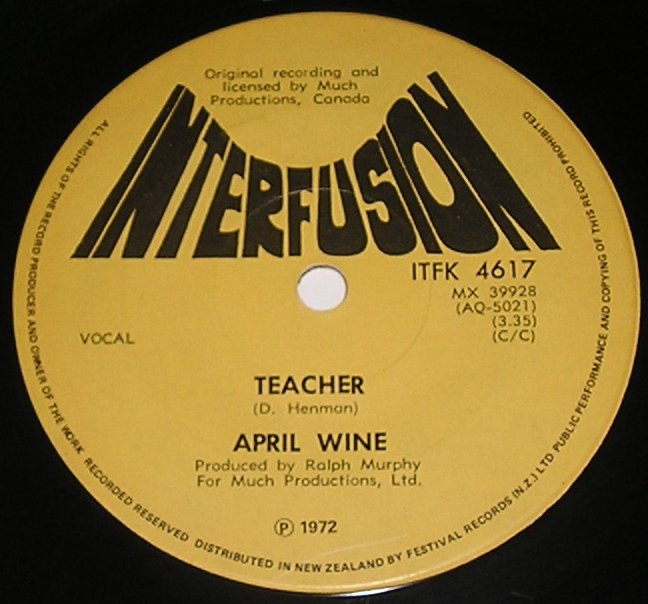 Original recording and
licensed by Much
Productions, Canada
INTERFUSION
ITFK 4617
MX 39928
(AQ-5021)
(3.35)
(C/C)
VOCAL
TEACHER
(D. Henman)
APRIL WINE
Produced by Ralph Murphy
For Much Productions, Ltd.
Ⓟ 1972
ALL RIGHTS OF THE RECORD PRODUCER AND OWNER OF THE WORK RECORDED RESERVED DISTRIBUTED IN NEW ZEALAND BY FESTIVAL RECORDS (N.Z.) LTD PUBLIC PERFORMANCE AND COPYING OF THIS RECORD PROHIBITED